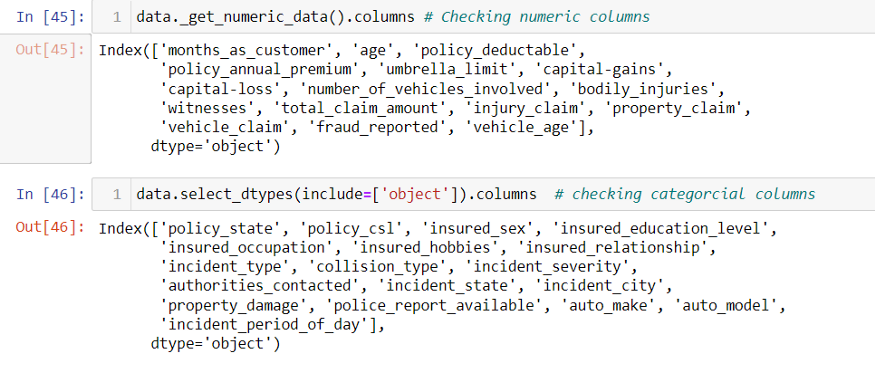 In [45]: 1 data._get_numeric_data().columns # Checking numeric columns
Out[45]: Index(['months_as_customer', 'age', 'policy_deductable',
'policy_annual_premium', 'umbrella_limit', 'capital-gains',
'capital-loss', 'number_of_vehicles_involved', 'bodily_injuries',
'witnesses', 'total_claim_amount', 'injury_claim', 'property_claim',
'vehicle_claim', 'fraud_reported', 'vehicle_age'],
dtype='object')
In [46]: 1 data.select_dtypes(include=['object']).columns # checking categorcial columns
Out[46]: Index(['policy_state', 'policy_csl', 'insured_sex', 'insured_education_level',
'insured_occupation', 'insured_hobbies', 'insured_relationship',
'incident_type', 'collision_type', 'incident_severity',
'authorities_contacted', 'incident_state', 'incident_city',
'property_damage', 'police_report_available', 'auto_make', 'auto_model',
'incident_period_of_day'],
dtype='object')